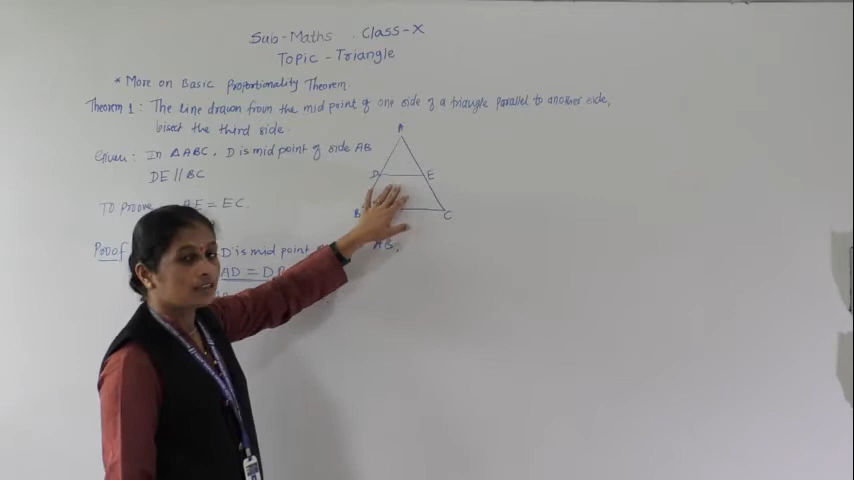 Sub-Maths . Class-X
Topic - Triangle
* More on Basic Proportionality Theorem.
Theorem 1: The line drawn from the mid point of one side of a triangle parallel to another side,
bisect the third side.
Given: In △ABC, D is mid point of side AB
DE // BC
To prove AE = EC.
Proof D is mid point AB.
AD = DB
A
D E
B C